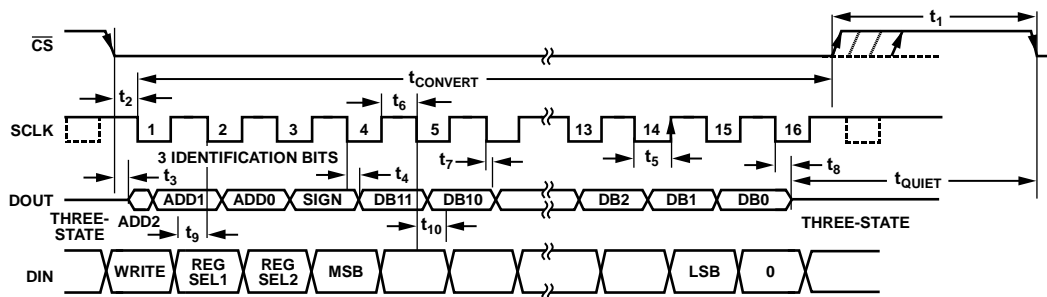 t1
CS
tCONVERT
t2
t6
SCLK
1 2 3 4 5 13 14 15 16
3 IDENTIFICATION BITS
t7
t5
t8
t3
t4
tQUIET
DOUT
ADD1 ADD0 SIGN DB11 DB10 DB2 DB1 DB0
THREE-STATE
ADD2
THREE-STATE
t9
t10
DIN
WRITE
REG SEL1
REG SEL2
MSB
LSB
0